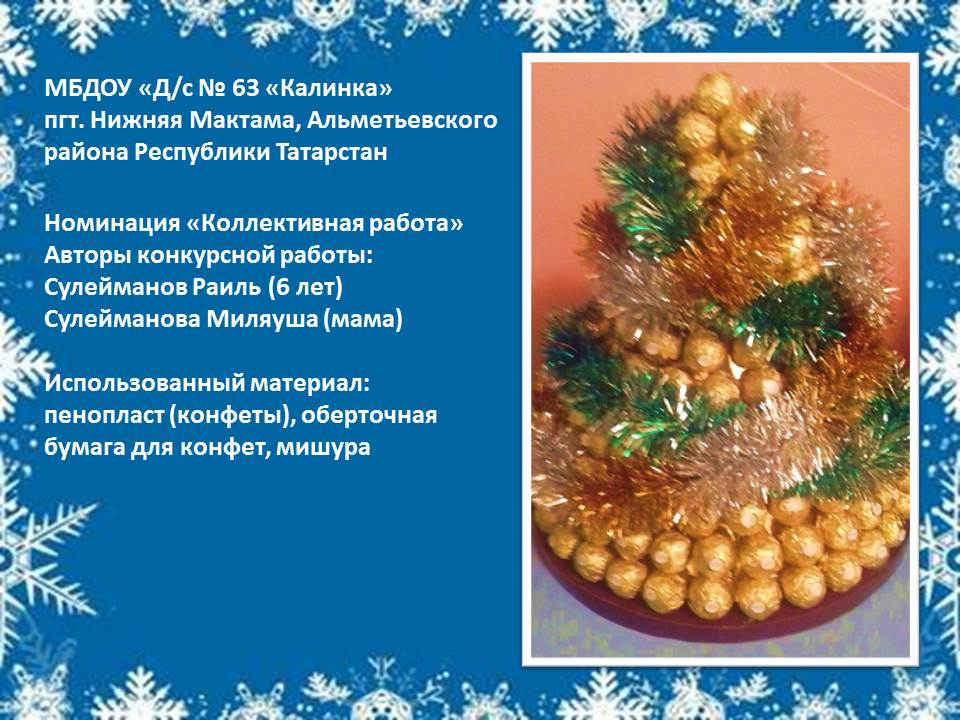 МБДОУ «Д/с № 63 «Калинка»
пгт. Нижняя Мактама, Альметьевского
района Республики Татарстан
Номинация «Коллективная работа»
Авторы конкурсной работы:
Сулейманов Раиль (6 лет)
Сулейманова Миляуша (мама)
Использованный материал:
пенопласт (конфеты), оберточная
бумага для конфет, мишура